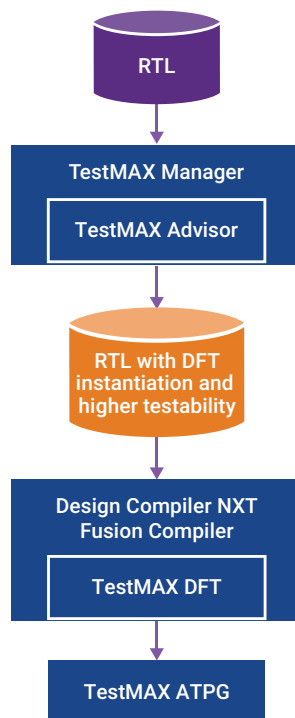 RTL
TestMAX Manager
TestMAX Advisor
RTL with DFT
instantiation and
higher testability
Design Compiler NXT
Fusion Compiler
TestMAX DFT
TestMAX ATPG